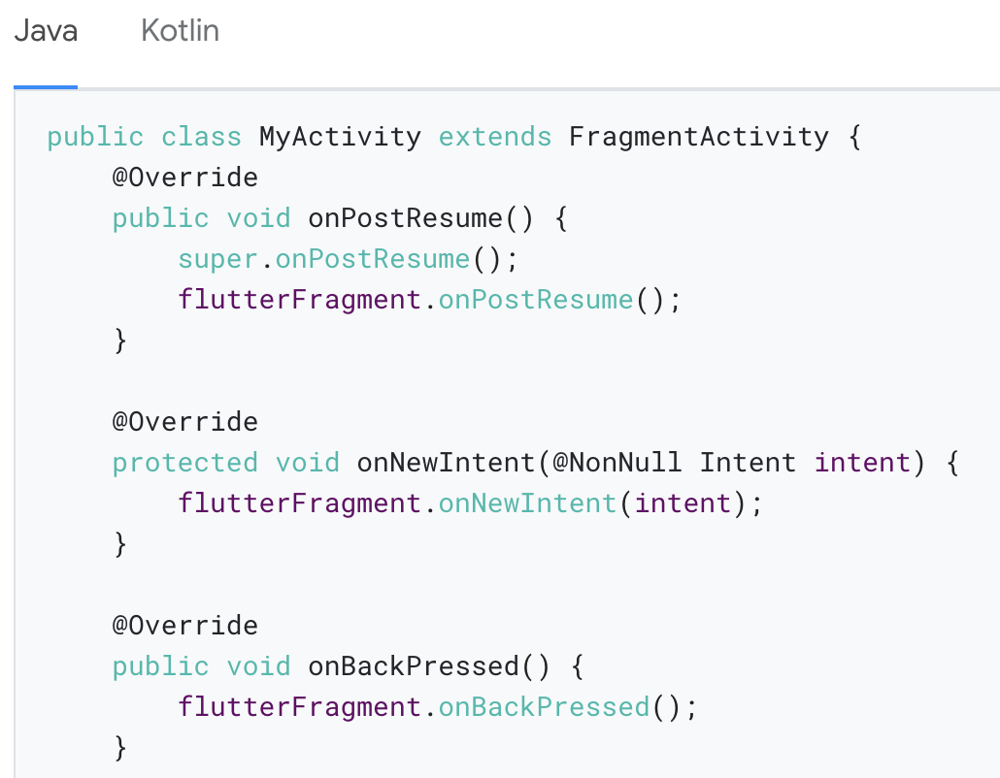 Java Kotlin
public class MyActivity extends FragmentActivity {
    @Override
    public void onPostResume() {
        super.onPostResume();
        flutterFragment.onPostResume();
    }

    @Override
    protected void onNewIntent(@NonNull Intent intent) {
        flutterFragment.onNewIntent(intent);
    }

    @Override
    public void onBackPressed() {
        flutterFragment.onBackPressed();
    }